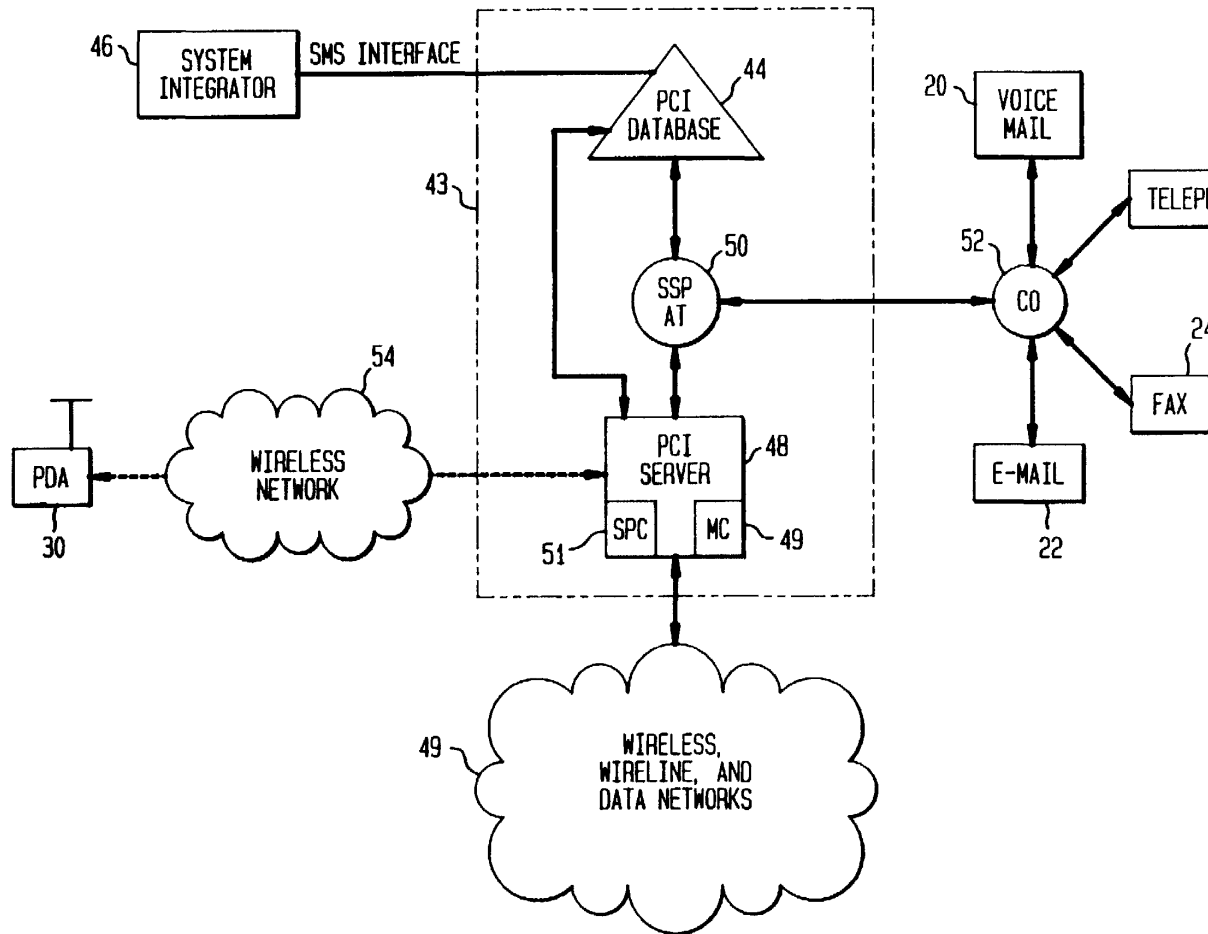 46
SYSTEM
INTEGRATOR
SMS INTERFACE
44
PCI
DATABASE
20
VOICE
MAIL
43
TELEPH
50
SSP
AT
52
CO
24
FAX
54
WIRELESS
NETWORK
PDA
30
PCI
SERVER
48
SPC
MC
51
49
E-MAIL
22
49
WIRELESS,
WIRELINE, AND
DATA NETWORKS